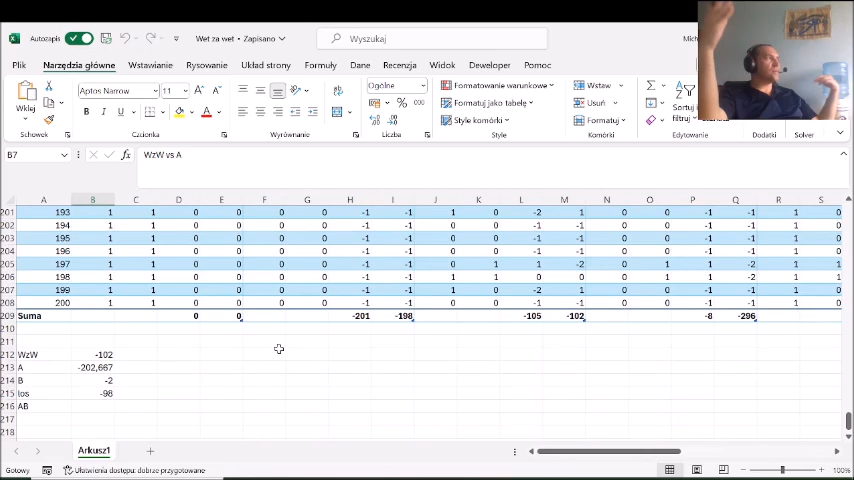 Autozapis
Wet za wet • Zapisano
Wyszukaj
Mich
Plik Narzędzia główne Wstawianie Rysowanie Układ strony Formuły Dane Recenzja Widok Developer Pomoc
Wklej
Aptos Narrow 11
Ogólne
Formatowanie warunkowe
Formatuj jako tabelę
Style komórki
Wstaw
Usuń
Formatuj
Sortuj i
filtruj
Schowek Czcionka Wyrównanie Liczba Style Komórki Edytowanie Dodatki Solver
B7 WzW vs A
A B C D E F G H I J K L M N O P Q R S
201 193 1 1 0 0 0 0 -1 -1 1 0 -2 1 0 0 -1 -1 1 0
202 194 1 1 0 0 0 0 -1 -1 0 0 -1 -1 0 0 -1 -1 1 0
203 195 1 1 0 0 0 0 -1 -1 0 0 -1 -1 0 0 -1 -1 1 0
204 196 1 1 0 0 0 0 -1 -1 0 0 -1 -1 0 0 -1 -1 1 0
205 197 1 1 0 0 0 0 -1 -1 0 1 1 -2 0 1 1 -2 1 1
206 198 1 1 0 0 0 0 -1 -1 1 1 0 0 0 1 1 -2 1 0
207 199 1 1 0 0 0 0 -1 -1 1 0 -2 1 0 0 -1 -1 1 0
208 200 1 1 0 0 0 0 -1 -1 0 0 -1 -1 0 0 -1 -1 1 0
209 Suma 0 0 -201 -198 -105 -102 -8 -296
210
211
212 WzW -102
213 A -202,667
214 B -2
215 los -98
216 AB
217
218
Arkusz1
Gotowy Ułatwienia dostępu: dobrze przygotowane 100%